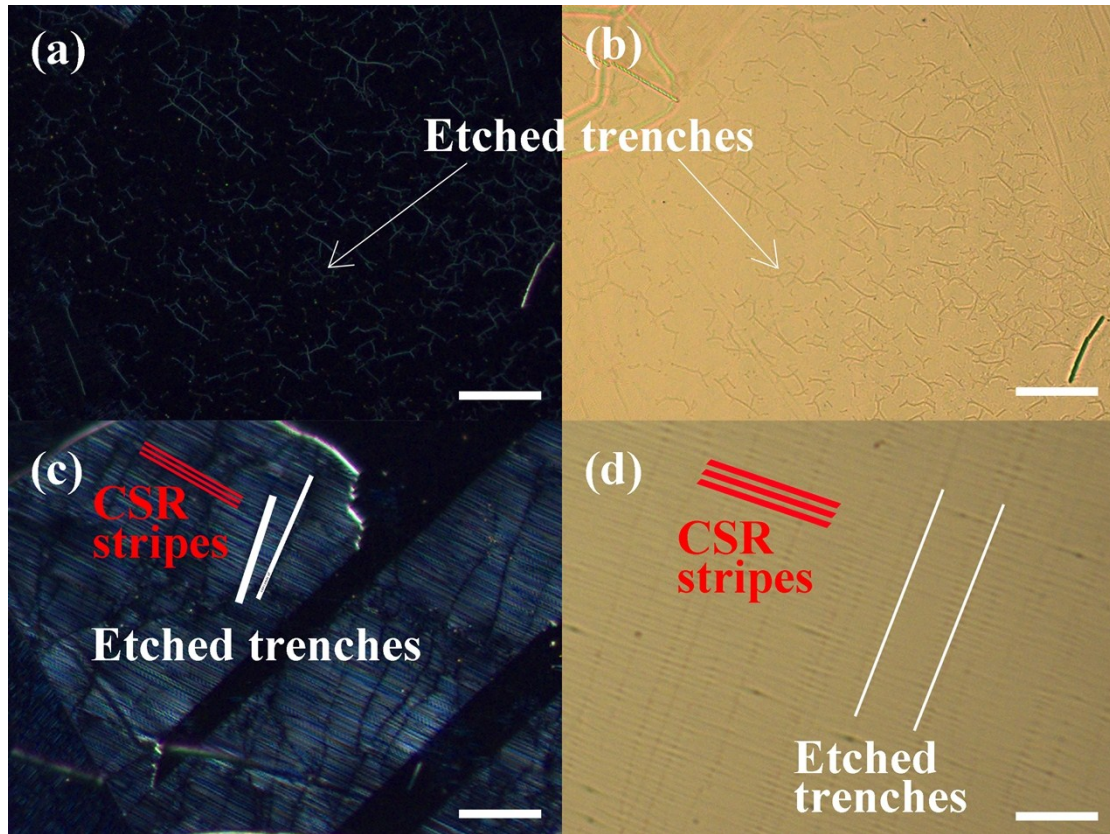 (a)
(b)
Etched trenches
(c)
CSR
stripes
Etched trenches
(d)
CSR
stripes
Etched
trenches